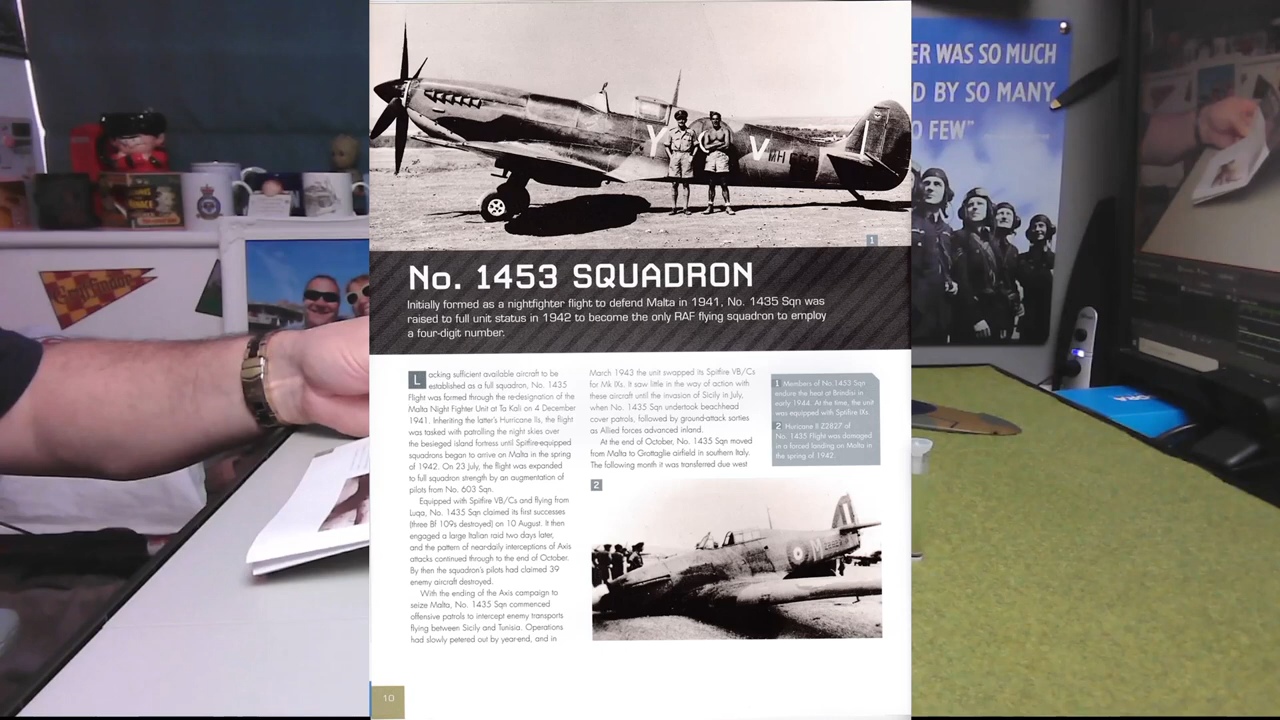 ER WAS SO MUCH
D BY SO MANY
O FEW"
Gryffindor
Y
V
MH
1
No. 1453 SQUADRON
Initially formed as a nightfighter flight to defend Malta in 1941, No. 1435 Sqn was
raised to full unit status in 1942 to become the only RAF flying squadron to employ
a four-digit number.
Lacking sufficient available aircraft to be
established as a full squadron, No. 1435
Flight was formed through the re-designation of the
Malta Night Fighter Unit at Ta Kali on 4 December
1941. Inheriting the latter's Hurricane IIs, the flight
was tasked with patrolling the night skies over
the besieged island fortress until Spitfire-equipped
squadrons began to arrive on Malta in the spring
of 1942. On 23 July, the flight was expanded
to full squadron strength by an augmentation of
pilots from No. 603 Sqn.
Equipped with Spitfire VB/Cs and flying from
Luqa, No. 1435 Sqn claimed its first successes
(three Bf 109s destroyed) on 10 August. It then
engaged a large Italian raid two days later,
and the pattern of near-daily interceptions of Axis
attacks continued through to the end of October.
By then the squadron's pilots had claimed 39
enemy aircraft destroyed.
With the ending of the Axis campaign to
seize Malta, No. 1435 Sqn commenced
offensive patrols to intercept enemy transports
flying between Sicily and Tunisia. Operations
had slowly petered out by year-end, and in
March 1943 the unit swapped its Spitfire VB/Cs
for Mk IXs. It saw little in the way of action with
these aircraft until the invasion of Sicily in July,
when No. 1435 Sqn undertook beachhead
cover patrols, followed by ground-attack sorties
as Allied forces advanced inland.
At the end of October, No. 1435 Sqn moved
from Malta to Grottaglie airfield in southern Italy.
The following month it was transferred due west
1 Members of No.1453 Sqn
endure the heat at Brindisi in
early 1944. At the time, the unit
was equipped with Sptifire IXs.
2 Huricane II Z2827 of
No. 1435 Flight was damaged
in a forced landing on Malta in
the spring of 1942.
2
M
10